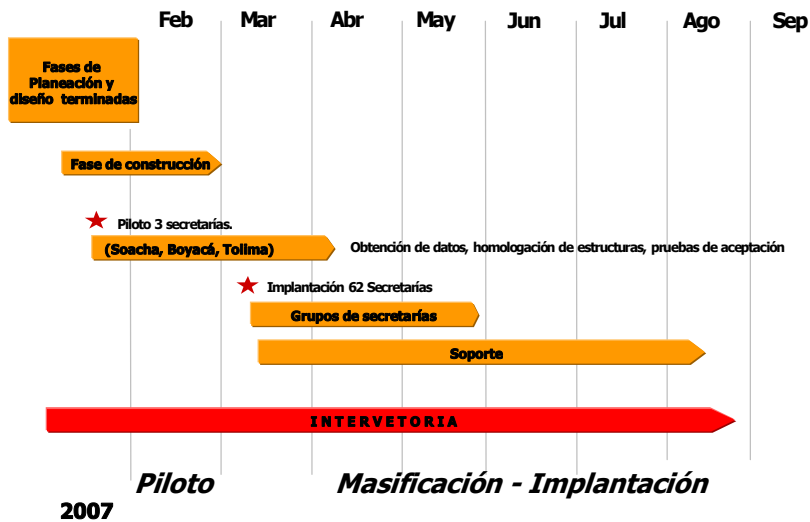 Feb Mar Abr May Jun Jul Ago Sep
Fases de
Planeación y
diseño terminadas
Fase de construcción
Piloto 3 secretarías.
(Soacha, Boyacá, Tolima)
Obtención de datos, homologación de estructuras, pruebas de aceptación
Implantación 62 Secretarías
Grupos de secretarías
Soporte
INTERVETORIA
Piloto
Masificación - Implantación
2007